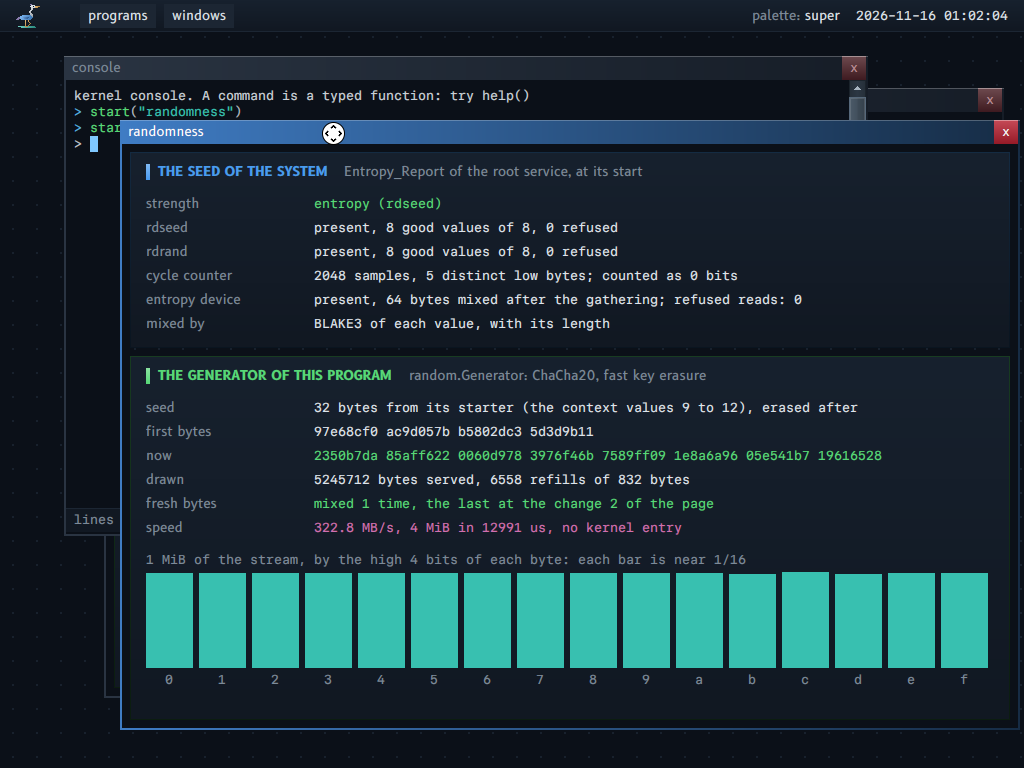 programs windows palette: super 2026-11-16 01:02:04
console x
kernel console. A command is a typed function: try help()
> start("randomness")
> star
>
x
randomness x
THE SEED OF THE SYSTEM Entropy_Report of the root service, at its start
strength entropy (rdseed)
rdseed present, 8 good values of 8, 0 refused
rdrand present, 8 good values of 8, 0 refused
cycle counter 2048 samples, 5 distinct low bytes; counted as 0 bits
entropy device present, 64 bytes mixed after the gathering; refused reads: 0
mixed by BLAKE3 of each value, with its length
THE GENERATOR OF THIS PROGRAM random.Generator: ChaCha20, fast key erasure
seed 32 bytes from its starter (the context values 9 to 12), erased after
first bytes 97e68cf0 ac9d057b b5802dc3 5d3d9b11
now 2350b7da 85aff622 0060d978 3976f46b 7589ff09 1e8a6a96 05e541b7 19616528
drawn 5245712 bytes served, 6558 refills of 832 bytes
fresh bytes mixed 1 time, the last at the change 2 of the page
speed 322.8 MB/s, 4 MiB in 12991 us, no kernel entry
1 MiB of the stream, by the high 4 bits of each byte: each bar is near 1/16
0 1 2 3 4 5 6 7 8 9 a b c d e f
lines